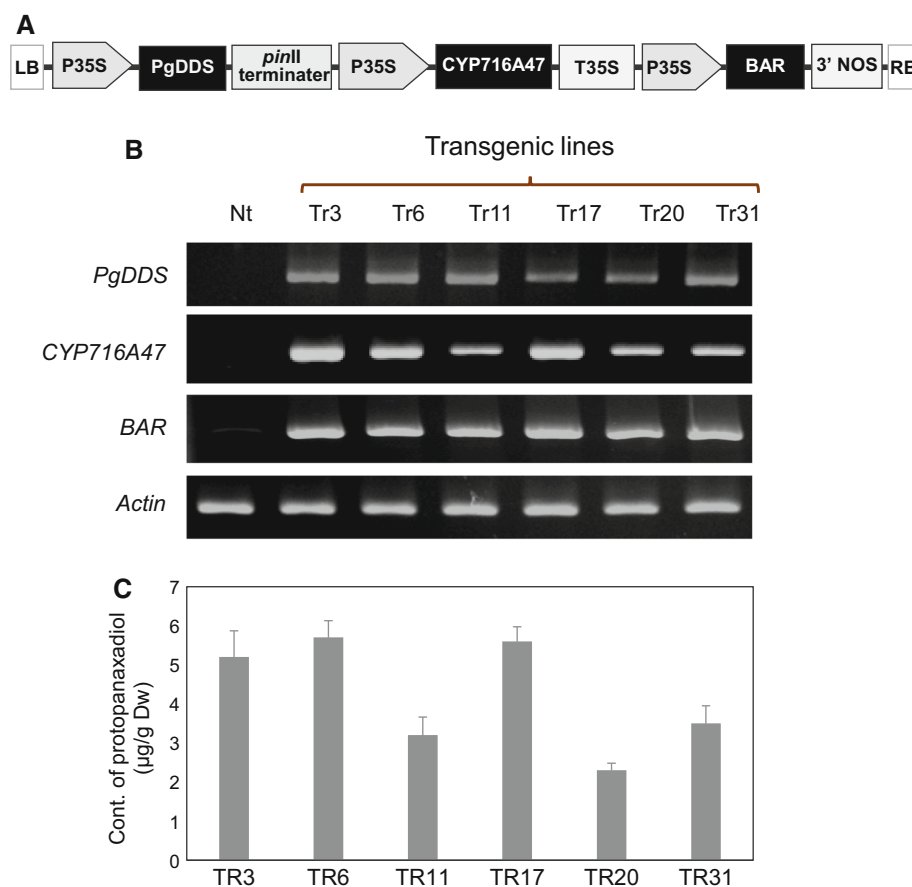 A
LB P35S PgDDS pinII terminater P35S CYP716A47 T35S P35S BAR 3' NOS RB
B
Transgenic lines
Nt Tr3 Tr6 Tr11 Tr17 Tr20 Tr31
PgDDS
CYP716A47
BAR
Actin
C
Cont. of protopanaxadiol
(µg/g Dw)
7
6
5
4
3
2
1
0
TR3 TR6 TR11 TR17 TR20 TR31